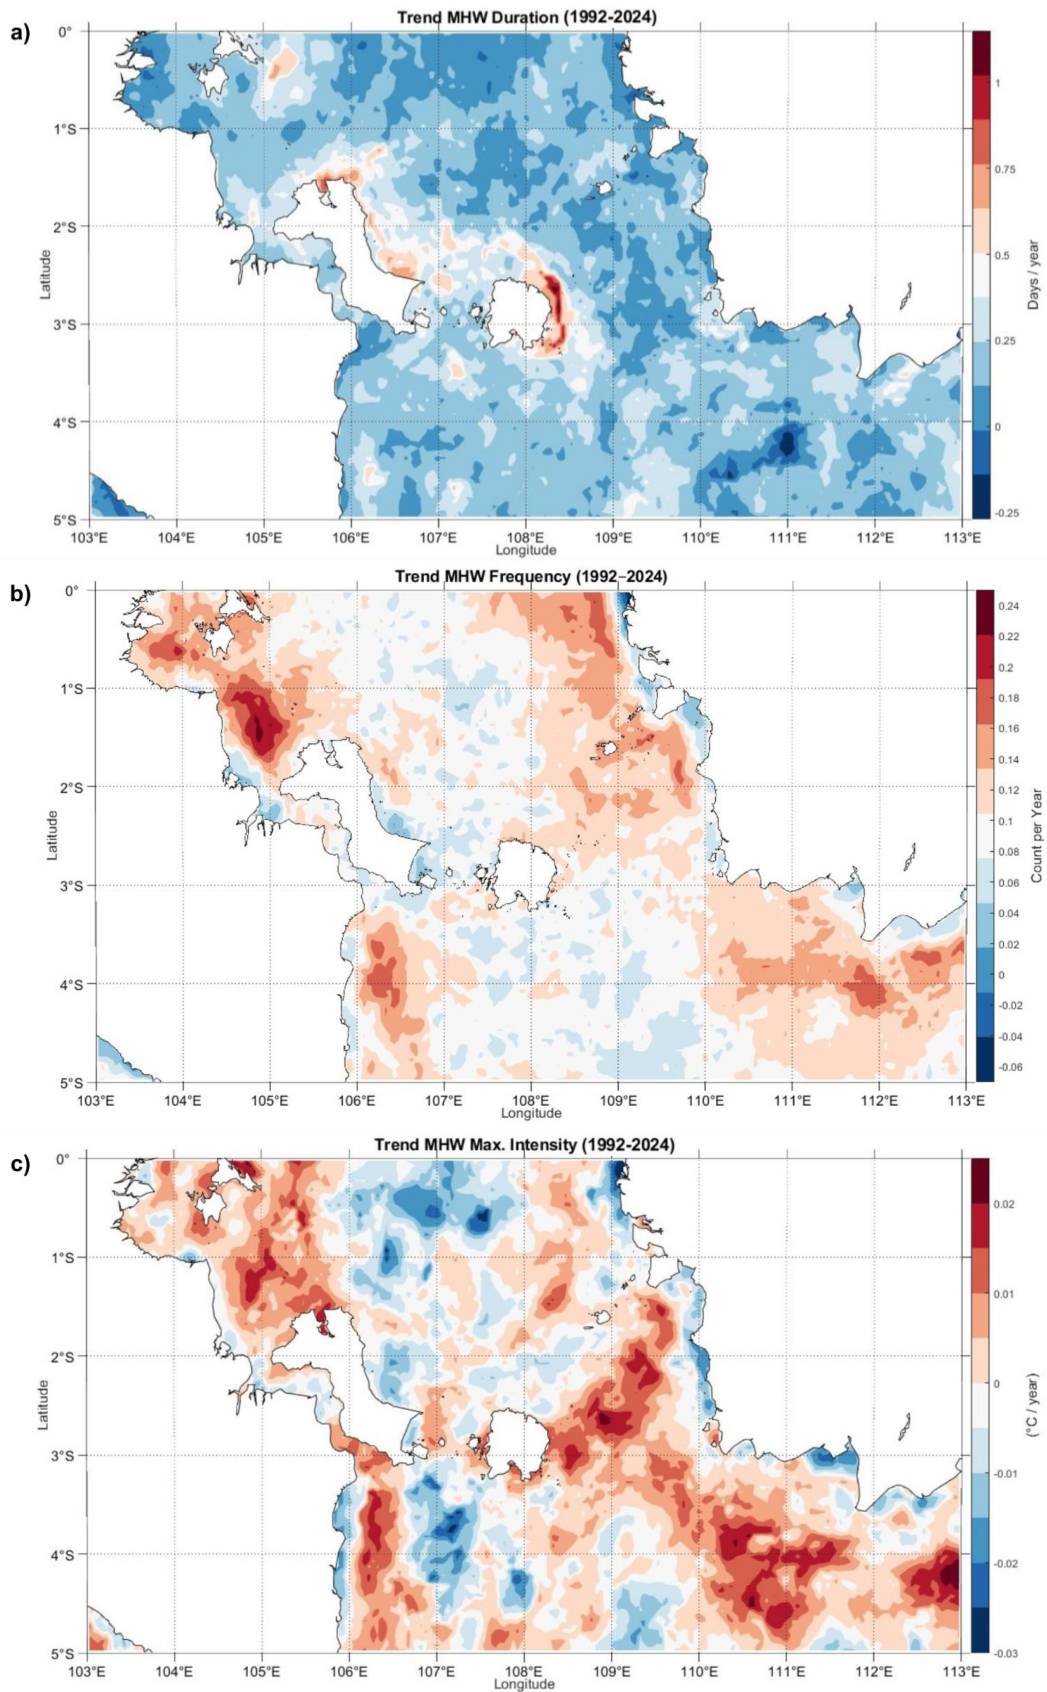 a)
Trend MHW Duration (1992-2024)
0°
1°S
2°S
3°S
4°S
5°S
Latitude
103°E 104°E 105°E 106°E 107°E 108°E 109°E 110°E 111°E 112°E 113°E
Longitude
1
0.75
0.5
0.25
0
-0.25
Days / year
b)
Trend MHW Frequency (1992–2024)
0°
1°S
2°S
3°S
4°S
5°S
Latitude
103°E 104°E 105°E 106°E 107°E 108°E 109°E 110°E 111°E 112°E 113°E
Longitude
0.24
0.22
0.2
0.18
0.16
0.14
0.12
0.1
0.08
0.06
0.04
0.02
0
-0.02
-0.04
-0.06
Count per Year
c)
Trend MHW Max. Intensity (1992-2024)
0°
1°S
2°S
3°S
4°S
5°S
Latitude
103°E 104°E 105°E 106°E 107°E 108°E 109°E 110°E 111°E 112°E 113°E
Longitude
0.02
0.01
0
-0.01
-0.02
-0.03
(°C / year)